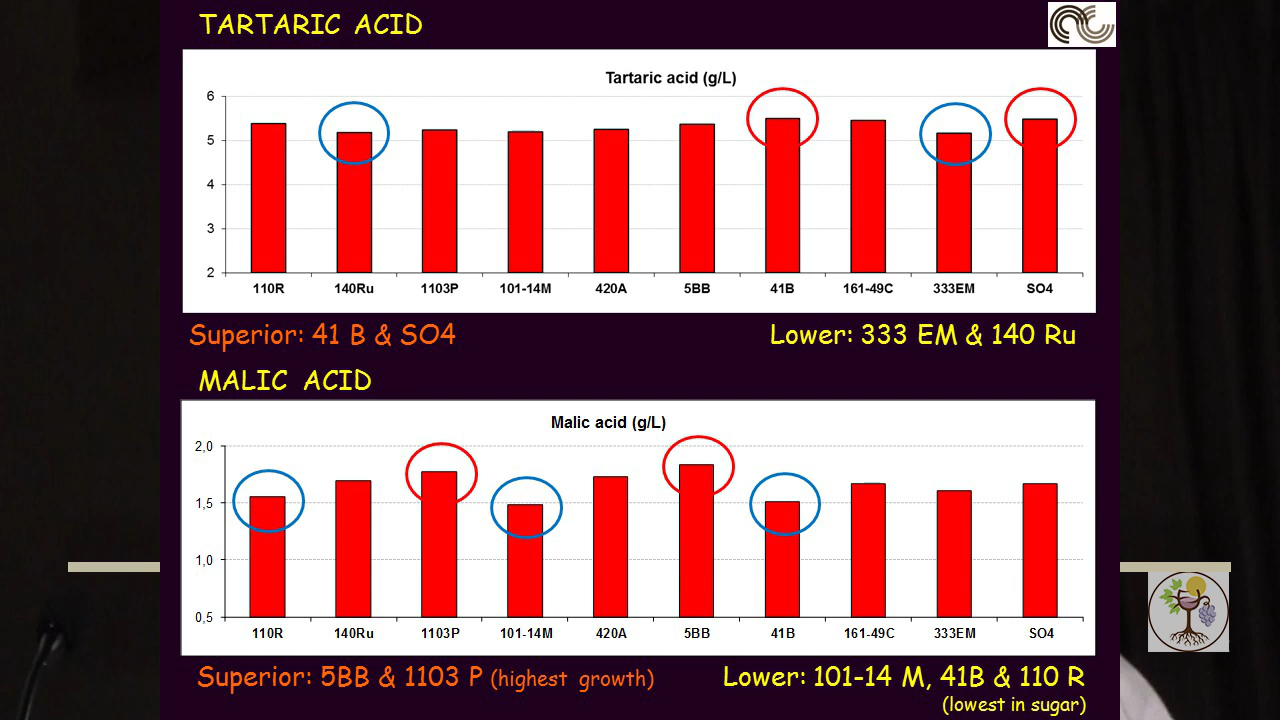 TARTARIC ACID
Tartaric acid (g/L)
6
5
4
3
2
110R 140Ru 1103P 101-14M 420A 5BB 41B 161-49C 333EM SO4
Superior: 41 B & SO4 Lower: 333 EM & 140 Ru
MALIC ACID
Malic acid (g/L)
2,0
1,5
1,0
0,5
110R 140Ru 1103P 101-14M 420A 5BB 41B 161-49C 333EM SO4
Superior: 5BB & 1103 P (highest growth) Lower: 101-14 M, 41B & 110 R
(lowest in sugar)